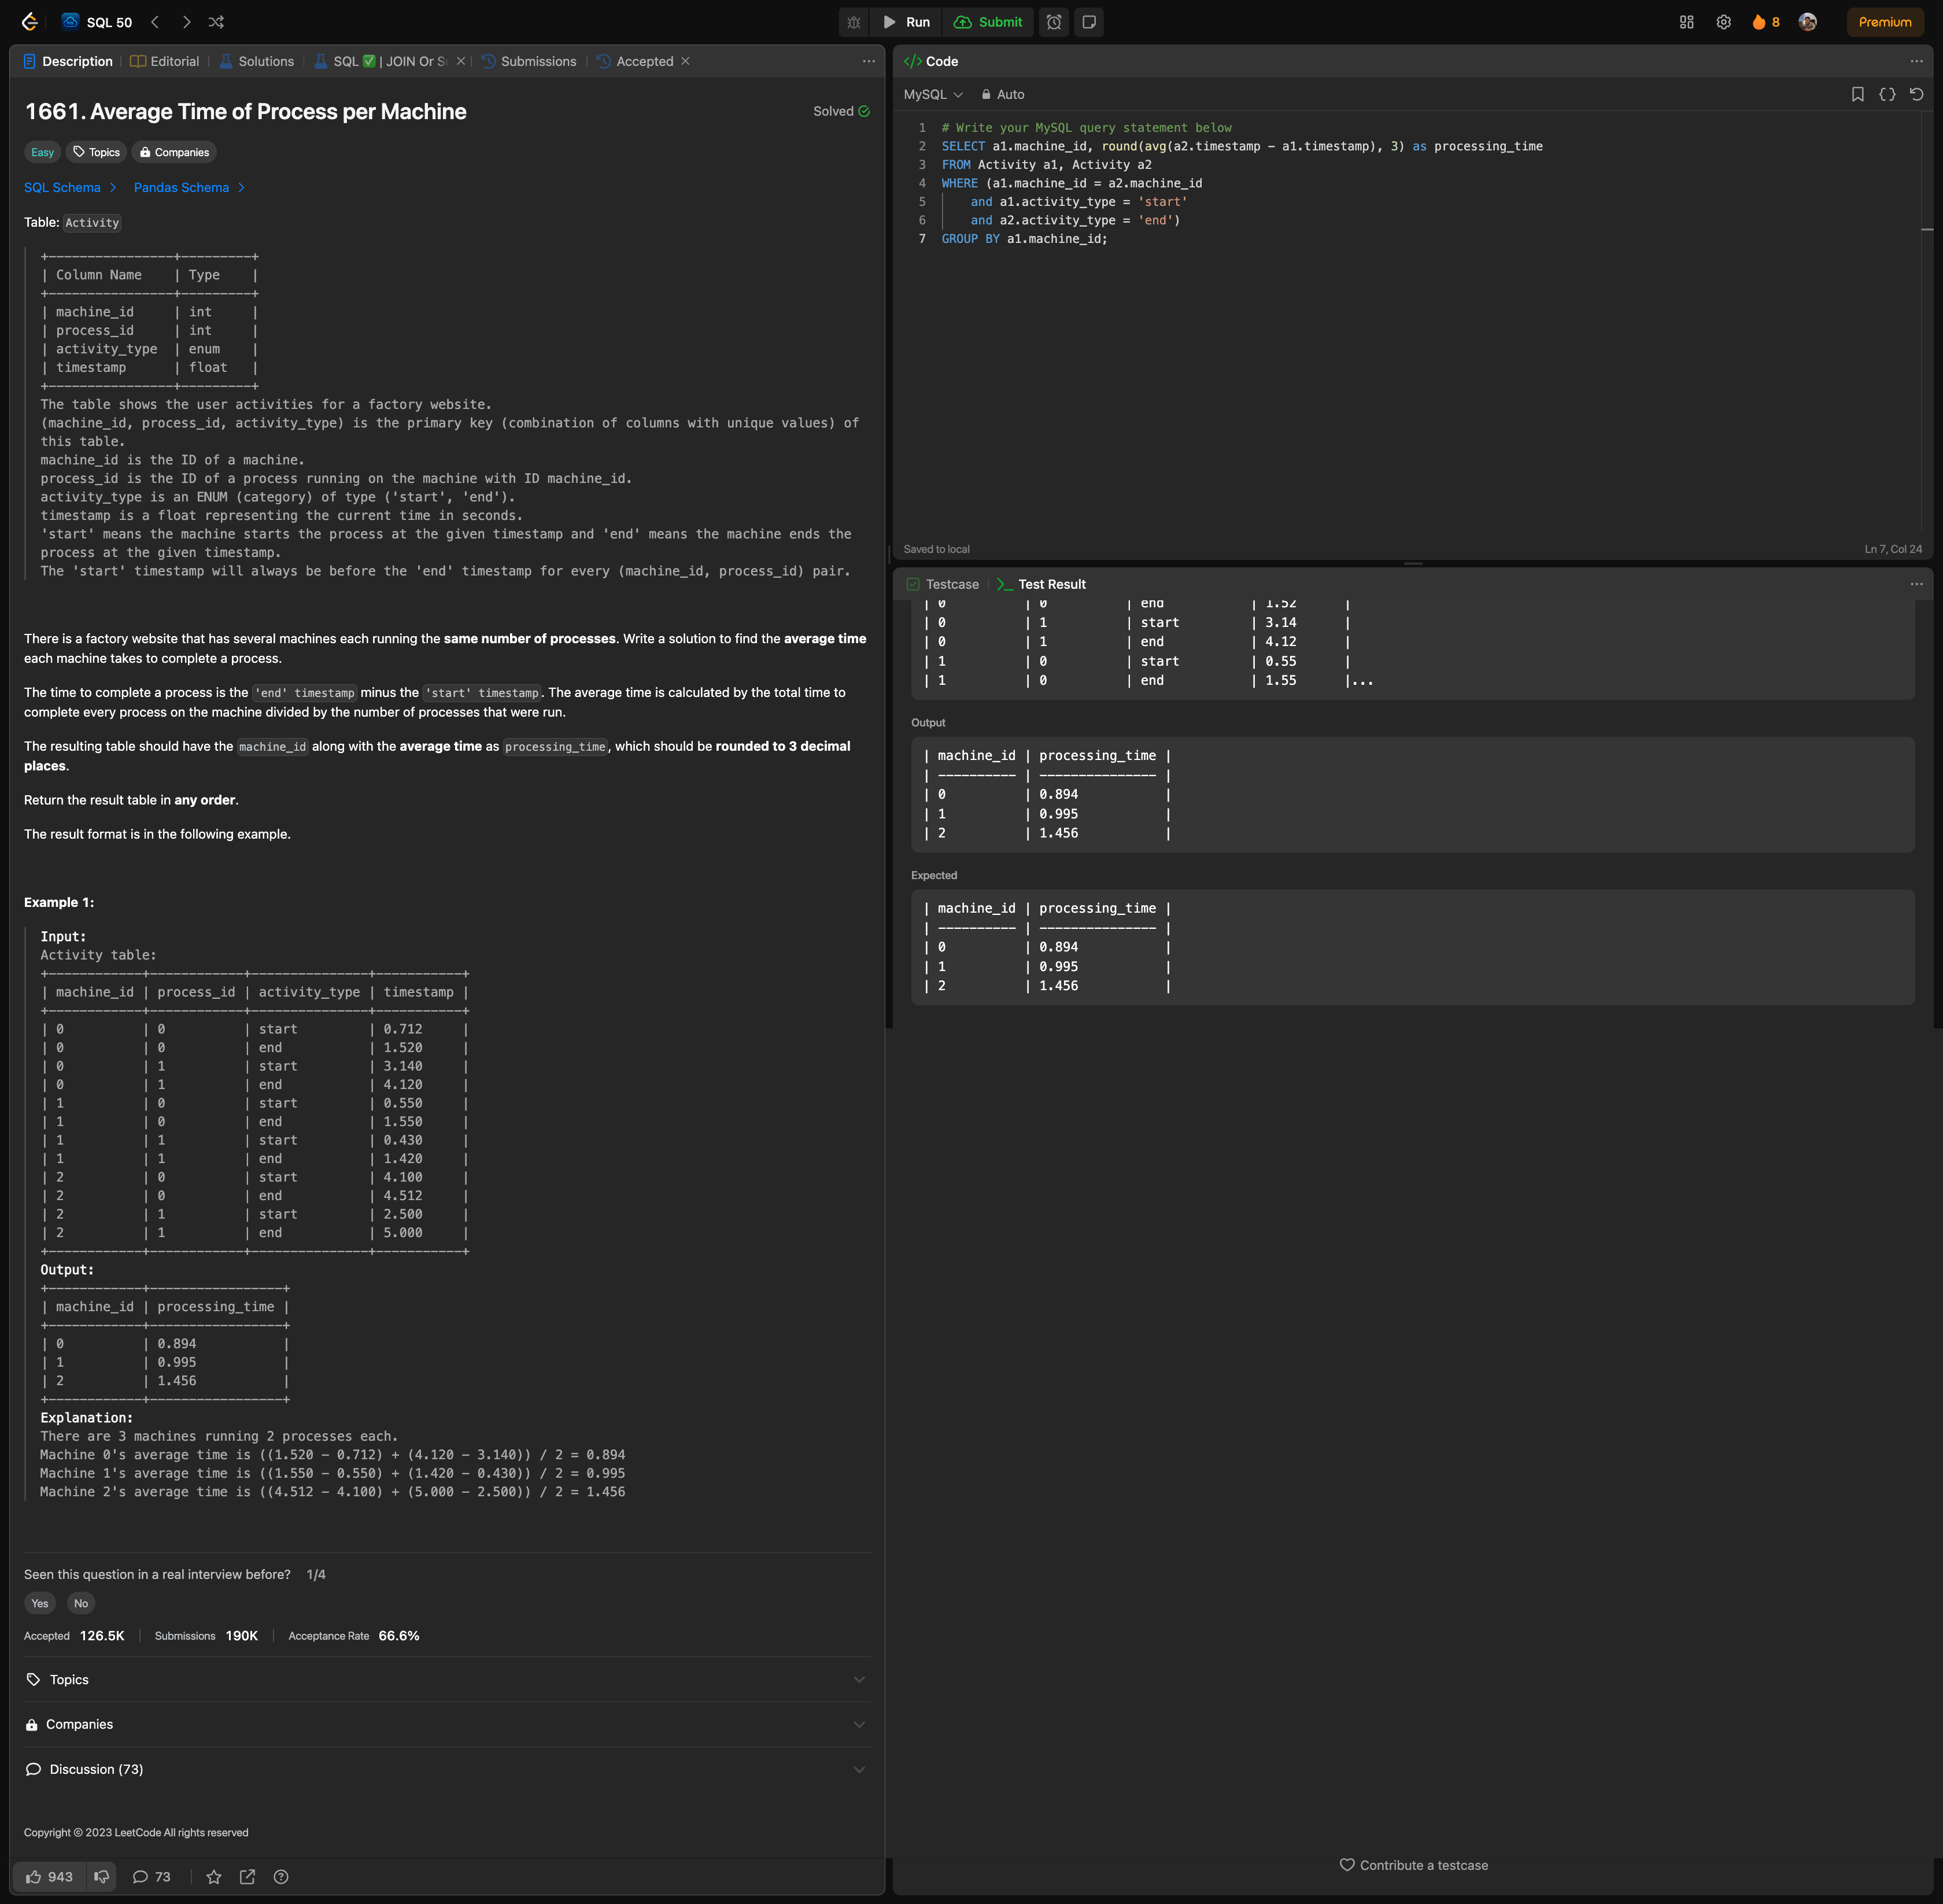 SQL 50
Run
Submit
8
Premium
Description
Editorial
Solutions
SQL ✅ | JOIN Or
Submissions
Accepted
1661. Average Time of Process per Machine
Solved
Easy
Topics
Companies
SQL Schema
Pandas Schema
Table: Activity
+----------------+---------+
| Column Name    | Type    |
+----------------+---------+
| machine_id     | int     |
| process_id     | int     |
| activity_type  | enum    |
| timestamp      | float   |
+----------------+---------+
The table shows the user activities for a factory website.
(machine_id, process_id, activity_type) is the primary key (combination of columns with unique values) of
this table.
machine_id is the ID of a machine.
process_id is the ID of a process running on the machine with ID machine_id.
activity_type is an ENUM (category) of type ('start', 'end').
timestamp is a float representing the current time in seconds.
'start' means the machine starts the process at the given timestamp and 'end' means the machine ends the
process at the given timestamp.
The 'start' timestamp will always be before the 'end' timestamp for every (machine_id, process_id) pair.
There is a factory website that has several machines each running the same number of processes. Write a solution to find the average time
each machine takes to complete a process.
The time to complete a process is the 'end' timestamp minus the 'start' timestamp. The average time is calculated by the total time to
complete every process on the machine divided by the number of processes that were run.
The resulting table should have the machine_id along with the average time as processing_time, which should be rounded to 3 decimal
places.
Return the result table in any order.
The result format is in the following example.
Example 1:
Input:
Activity table:
+------------+------------+---------------+-----------+
| machine_id | process_id | activity_type | timestamp |
+------------+------------+---------------+-----------+
| 0          | 0          | start         | 0.712     |
| 0          | 0          | end           | 1.520     |
| 0          | 1          | start         | 3.140     |
| 0          | 1          | end           | 4.120     |
| 1          | 0          | start         | 0.550     |
| 1          | 0          | end           | 1.550     |
| 1          | 1          | start         | 0.430     |
| 1          | 1          | end           | 1.420     |
| 2          | 0          | start         | 4.100     |
| 2          | 0          | end           | 4.512     |
| 2          | 1          | start         | 2.500     |
| 2          | 1          | end           | 5.000     |
+------------+------------+---------------+-----------+
Output:
+------------+-----------------+
| machine_id | processing_time |
+------------+-----------------+
| 0          | 0.894           |
| 1          | 0.995           |
| 2          | 1.456           |
+------------+-----------------+
Explanation:
There are 3 machines running 2 processes each.
Machine 0's average time is ((1.520 - 0.712) + (4.120 - 3.140)) / 2 = 0.894
Machine 1's average time is ((1.550 - 0.550) + (1.420 - 0.430)) / 2 = 0.995
Machine 2's average time is ((4.512 - 4.100) + (5.000 - 2.500)) / 2 = 1.456
Seen this question in a real interview before? 1/4
Yes No
Accepted 126.5K Submissions 190K Acceptance Rate 66.6%
Topics
Companies
Discussion (73)
Copyright © 2023 LeetCode All rights reserved
943
73
</> Code
MySQL Auto
1 # Write your MySQL query statement below
2 SELECT a1.machine_id, round(avg(a2.timestamp - a1.timestamp), 3) as processing_time
3 FROM Activity a1, Activity a2
4 WHERE (a1.machine_id = a2.machine_id
5     and a1.activity_type = 'start'
6     and a2.activity_type = 'end')
7 GROUP BY a1.machine_id;
Saved to local
Ln 7, Col 24
Testcase
>_ Test Result
| 0          | 0          | end           | 1.52      |
| 0          | 1          | start         | 3.14      |
| 0          | 1          | end           | 4.12      |
| 1          | 0          | start         | 0.55      |
| 1          | 0          | end           | 1.55      |...
Output
| machine_id | processing_time |
| ---------- | --------------- |
| 0          | 0.894           |
| 1          | 0.995           |
| 2          | 1.456           |
Expected
| machine_id | processing_time |
| ---------- | --------------- |
| 0          | 0.894           |
| 1          | 0.995           |
| 2          | 1.456           |
Contribute a testcase